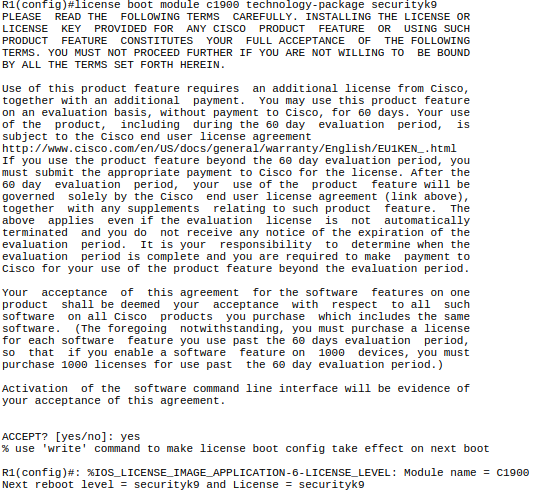 R1(config)#license boot module c1900 technology-package securityk9
PLEASE READ THE FOLLOWING TERMS CAREFULLY. INSTALLING THE LICENSE OR
LICENSE KEY PROVIDED FOR ANY CISCO PRODUCT FEATURE OR USING SUCH
PRODUCT FEATURE CONSTITUTES YOUR FULL ACCEPTANCE OF THE FOLLOWING
TERMS. YOU MUST NOT PROCEED FURTHER IF YOU ARE NOT WILLING TO BE BOUND
BY ALL THE TERMS SET FORTH HEREIN.
Use of this product feature requires an additional license from Cisco,
together with an additional payment. You may use this product feature
on an evaluation basis, without payment to Cisco, for 60 days. Your use
of the product, including during the 60 day evaluation period, is
subject to the Cisco end user license agreement
http://www.cisco.com/en/US/docs/general/warranty/English/EU1KEN_.html
If you use the product feature beyond the 60 day evaluation period, you
must submit the appropriate payment to Cisco for the license. After the
60 day evaluation period, your use of the product feature will be
governed solely by the Cisco end user license agreement (link above),
together with any supplements relating to such product feature. The
above applies even if the evaluation license is not automatically
terminated and you do not receive any notice of the expiration of the
evaluation period. It is your responsibility to determine when the
evaluation period is complete and you are required to make payment to
Cisco for your use of the product feature beyond the evaluation period.
Your acceptance of this agreement for the software features on one
product shall be deemed your acceptance with respect to all such
software on all Cisco products you purchase which includes the same
software. (The foregoing notwithstanding, you must purchase a license
for each software feature you use past the 60 days evaluation period,
so that if you enable a software feature on 1000 devices, you must
purchase 1000 licenses for use past the 60 day evaluation period.)
Activation of the software command line interface will be evidence of
your acceptance of this agreement.
ACCEPT? [yes/no]: yes
% use 'write' command to make license boot config take effect on next boot
R1(config)#: %IOS_LICENSE_IMAGE_APPLICATION-6-LICENSE_LEVEL: Module name = C1900
Next reboot level = securityk9 and License = securityk9